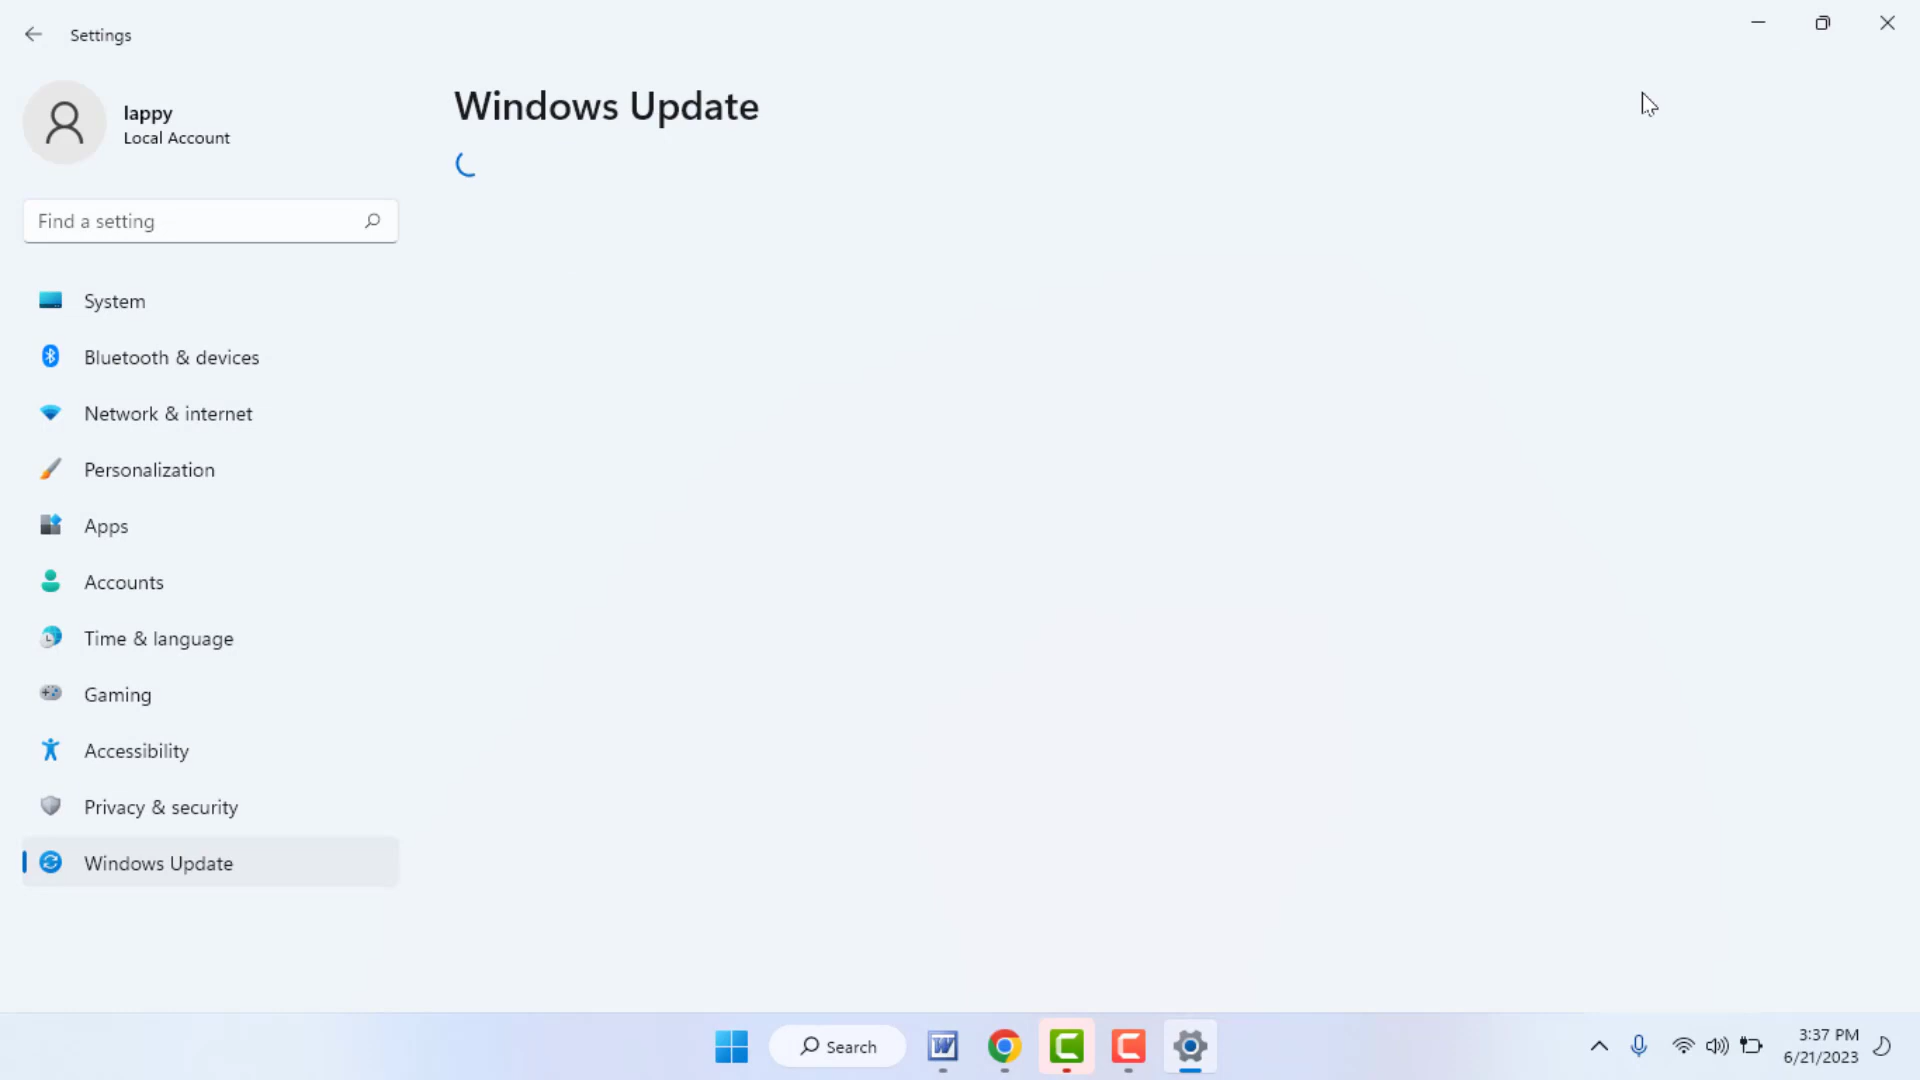 Settings
lappy
Local Account
Find a setting
System
Bluetooth & devices
Network & internet
Personalization
Apps
Accounts
Time & language
Gaming
Accessibility
Privacy & security
Windows Update
Windows Update
Search
3:37 PM
6/21/2023